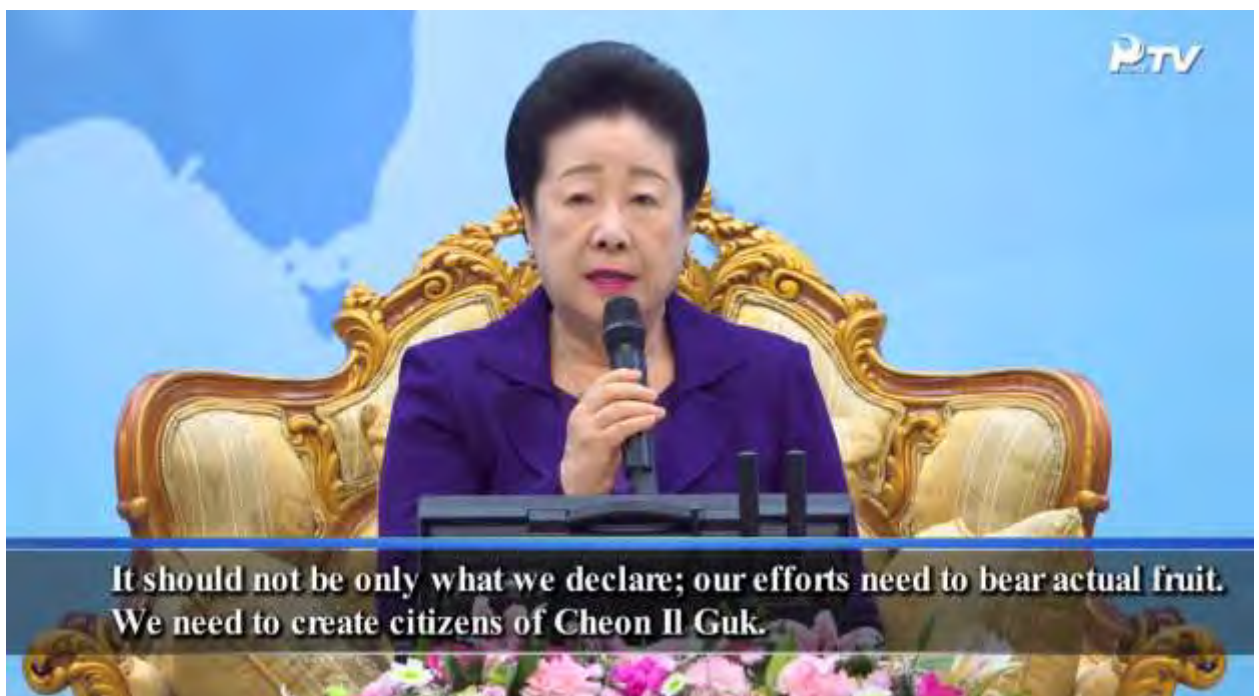 PTV
It should not be only what we declare; our efforts need to bear actual fruit.
We need to create citizens of Cheon Il Guk.